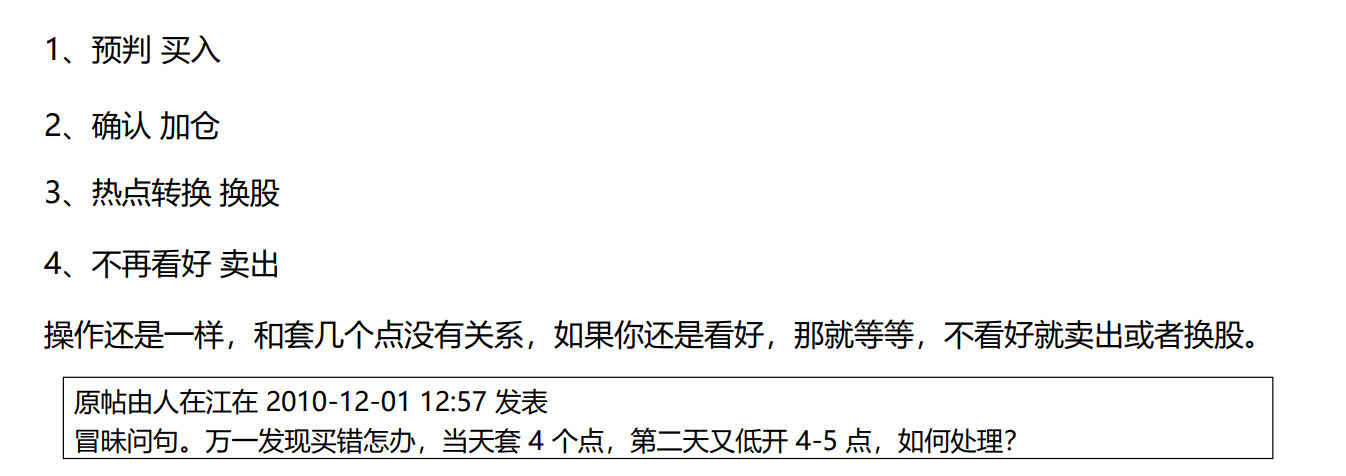 1、预判 买入
2、确认 加仓
3、热点转换 换股
4、不再看好 卖出
操作还是一样，和套几个点没有关系，如果你还是看好，那就等等，不看好就卖出或者换股。
原帖由人在江在 2010-12-01 12:57 发表
冒昧问句。万一发现买错怎办，当天套 4 个点，第二天又低开 4-5 点，如何处理？